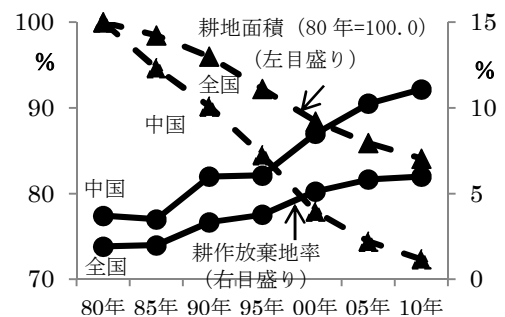 100
%
90
80
70
15
%
10
5
0
耕地面積（80 年=100.0）
（左目盛り）
全国
中国
中国
全国
耕作放棄地率
（右目盛り）
80年 85年 90年 95年 00年 05年 10年